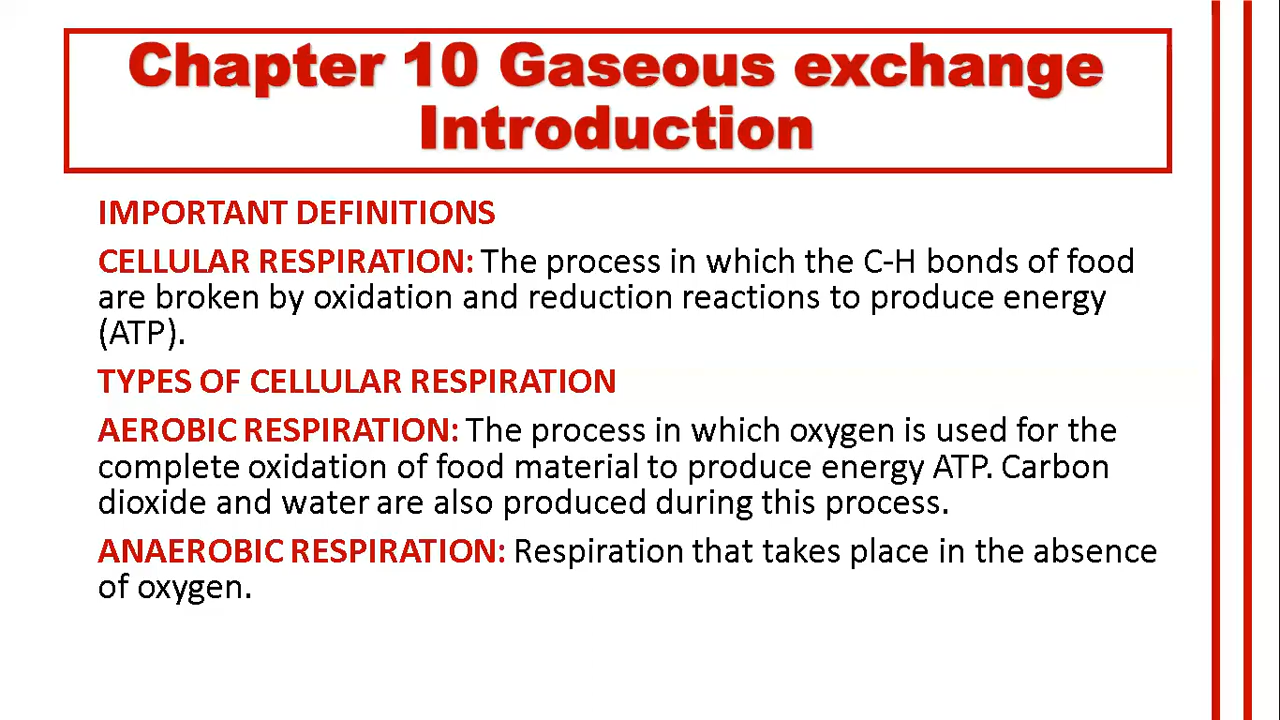 Chapter 10 Gaseous exchange
Introduction
IMPORTANT DEFINITIONS
CELLULAR RESPIRATION: The process in which the C-H bonds of food
are broken by oxidation and reduction reactions to produce energy
(ATP).
TYPES OF CELLULAR RESPIRATION
AEROBIC RESPIRATION: The process in which oxygen is used for the
complete oxidation of food material to produce energy ATP. Carbon
dioxide and water are also produced during this process.
ANAEROBIC RESPIRATION: Respiration that takes place in the absence
of oxygen.